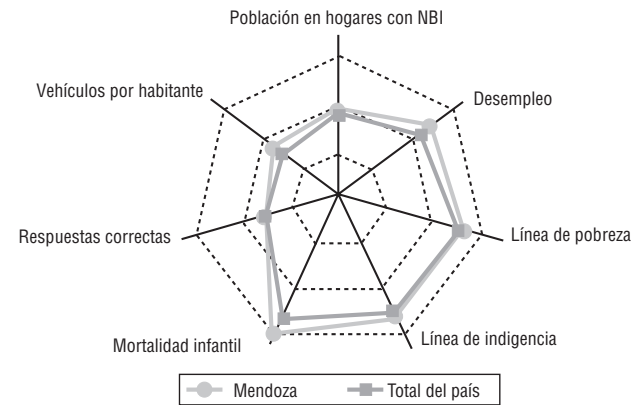 Población en hogares con NBI
Vehículos por habitante
Desempleo
Respuestas correctas
Línea de pobreza
Mortalidad infantil
Línea de indigencia
Mendoza
Total del país